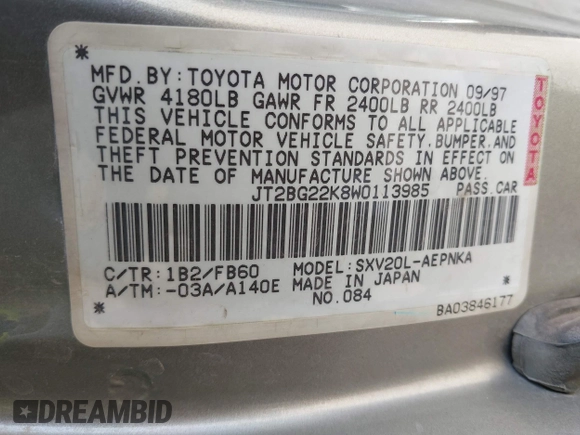 MFD.BY:TOYOTA MOTOR CORPORATION 09/97
GVWR 4180LB GAWR FR 2400LB RR 2400LB
THIS VEHICLE CONFORMS TO ALL APPLICABLE
FEDERAL MOTOR VEHICLE SAFETY,BUMPER,AND
THEFT PREVENTION STANDARDS IN EFFECT ON
THE DATE OF MANUFACTURE SHOWN ABOVE.
JT2BG22K8W0113985 PASS.CAR
TOYOTA
C/TR:1B2/FB60 MODEL:SXV20L-AEPNKA
A/TM:-03A/A140E MADE IN JAPAN
NO.084
BA03846177
DREAMBID